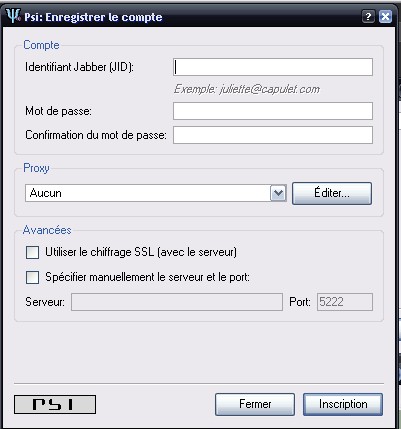 Psi: Enregistrer le compte
Compte
Identifiant Jabber (JID):
Exemple: juliette@capulet.com
Mot de passe:
Confirmation du mot de passe:
Proxy
Aucun
Éditer...
Avancées
Utiliser le chiffrage SSL (avec le serveur)
Spécifier manuellement le serveur et le port:
Serveur: Port: 5222
PSI Fermer Inscription